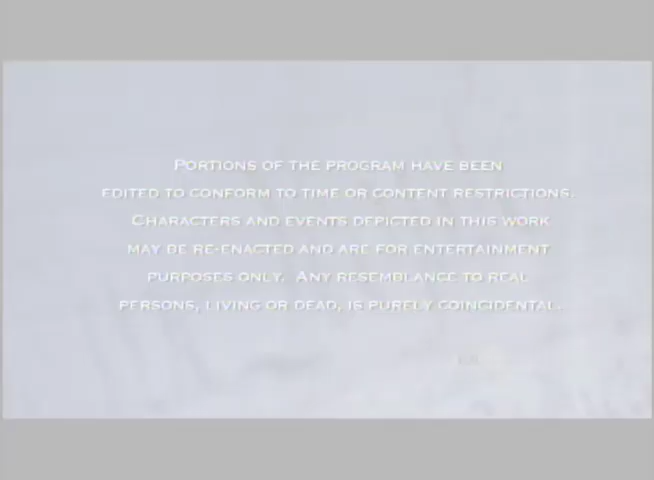 PORTIONS OF THE PROGRAM HAVE BEEN
EDITED TO CONFORM TO TIME OR CONTENT RESTRICTIONS.
CHARACTERS AND EVENTS DEPICTED IN THIS WORK
MAY BE RE-ENACTED AND ARE FOR ENTERTAINMENT
PURPOSES ONLY. ANY RESEMBLANCE TO REAL
PERSONS, LIVING OR DEAD, IS PURELY COINCIDENTAL.